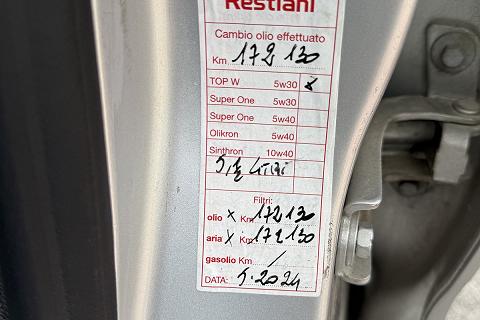 Restiani
Cambio olio effettuato
Km 172 130
TOP W 5w30 x
Super One 5w30
Super One 5w40
Olikron 5w40
Sinthron 10w40
LiTRi
Filtri:
olio x Km 172130
aria x Km 172130
gasolio Km /
DATA: 5.2024